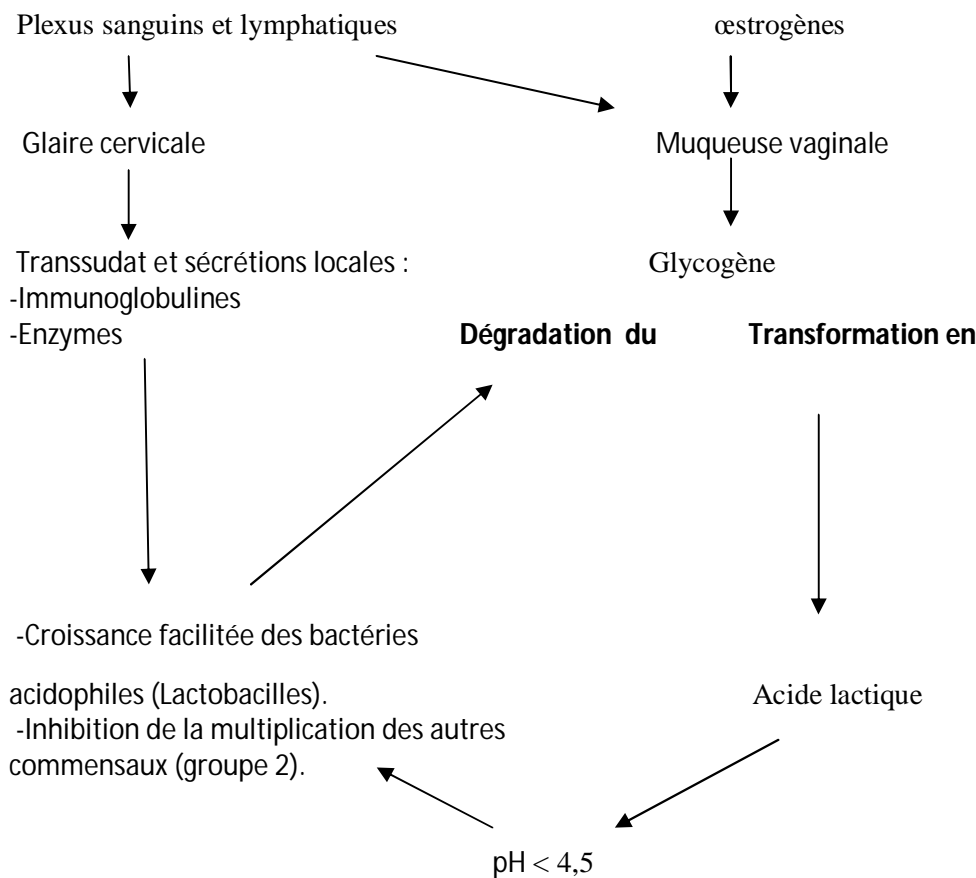 Plexus sanguins et lymphatiques œstrogènes
Glaire cervicale Muqueuse vaginale
Transsudat et sécrétions locales : Glycogène
-Immunoglobulines
-Enzymes Dégradation du Transformation en
-Croissance facilitée des bactéries
acidophiles (Lactobacilles). Acide lactique
-Inhibition de la multiplication des autres
commensaux (groupe 2).
pH < 4,5